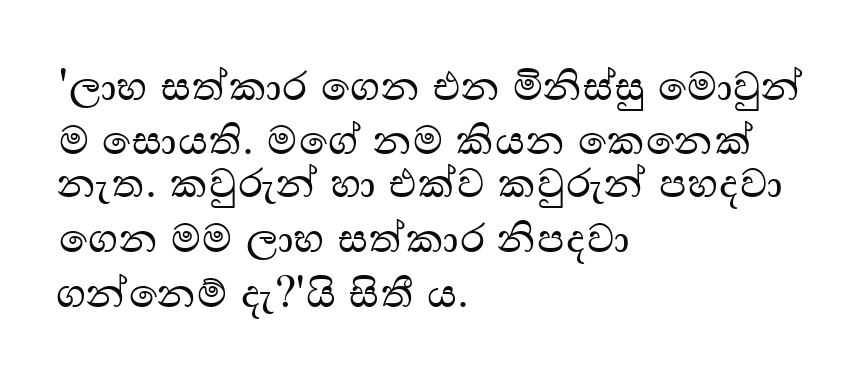 'ලාභ සත්කාර ගෙන එන මිනිස්සු මොවුන්
ම සොයති. මගේ නම කියන කෙනෙක්
නැත. කවුරුන් හා එක්ව කවුරුන් පහදවා
ගෙන මම ලාභ සත්කාර නිපදවා
ගන්නෙම් දැ?'යි සිතී ය.